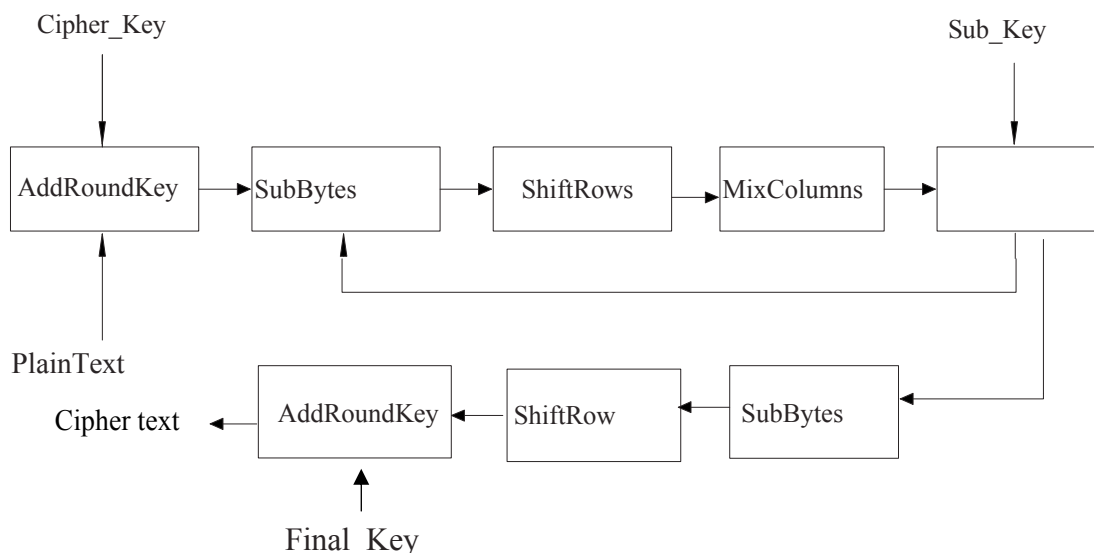 Cipher_Key
Sub_Key
AddRoundKey
SubBytes
ShiftRows
MixColumns
PlainText
Cipher text
AddRoundKey
ShiftRow
SubBytes
Final_Key